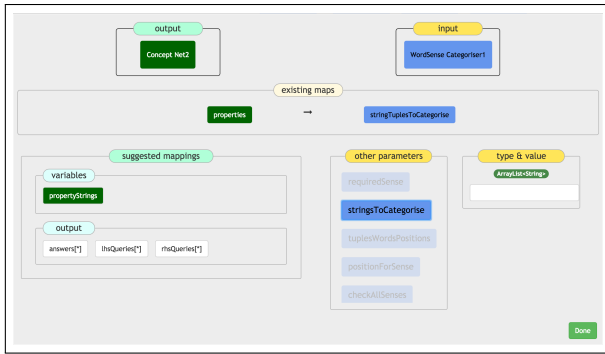 output
input
Concept Net2
WordSense Categoriser1
existing maps
properties → stringTuplesToCategorise
suggested mappings
other parameters
type & value
variables
propertyStrings
output
answers[*] lhsQueries[*] rhsQueries[*]
requiredSense
stringsToCategorise
tuplesWordsPositions
positionForSense
checkAllSenses
ArrayList<String>
Done